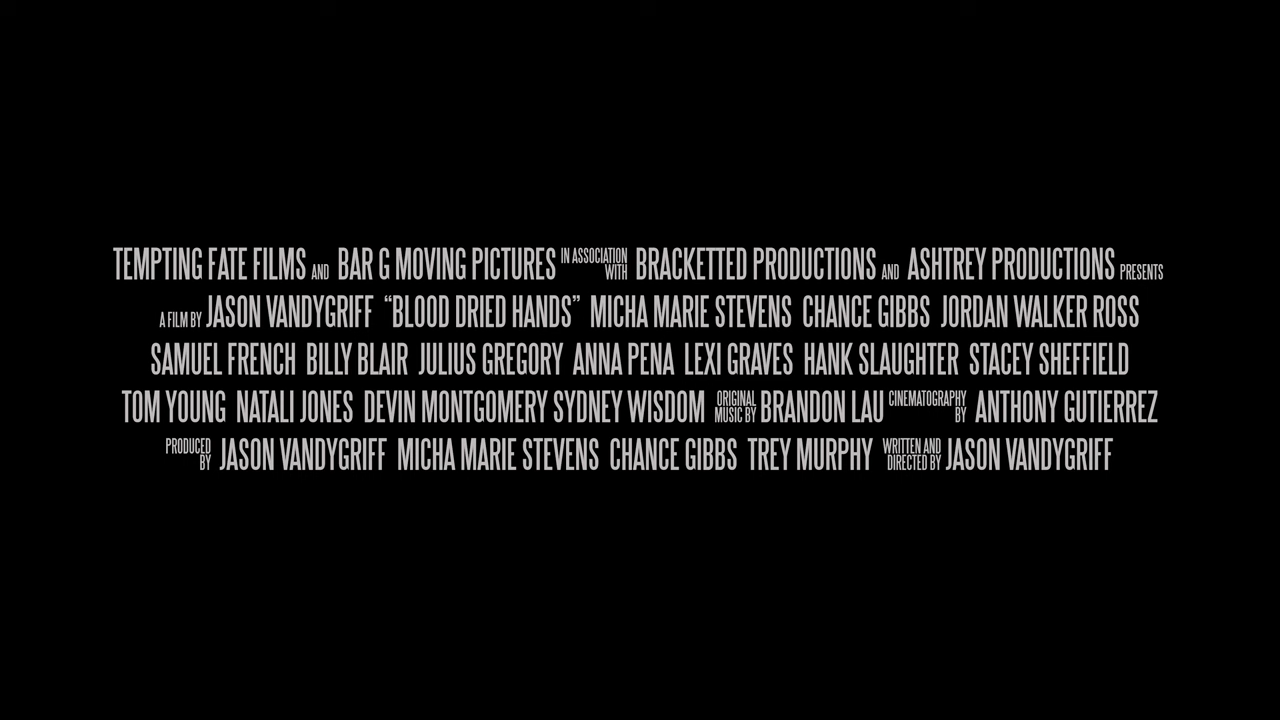 TEMPTING FATE FILMS AND BAR G MOVING PICTURES IN ASSOCIATION WITH BRACKETTED PRODUCTIONS AND ASHTREY PRODUCTIONS PRESENTS
A FILM BY JASON VANDYGRIFF “BLOOD DRIED HANDS” MICHA MARIE STEVENS CHANCE GIBBS JORDAN WALKER ROSS
SAMUEL FRENCH BILLY BLAIR JULIUS GREGORY ANNA PENA LEXI GRAVES HANK SLAUGHTER STACEY SHEFFIELD
TOM YOUNG NATALI JONES DEVIN MONTGOMERY SYDNEY WISDOM ORIGINAL MUSIC BY BRANDON LAU CINEMATOGRAPHY BY ANTHONY GUTIERREZ
PRODUCED BY JASON VANDYGRIFF MICHA MARIE STEVENS CHANCE GIBBS TREY MURPHY WRITTEN AND DIRECTED BY JASON VANDYGRIFF